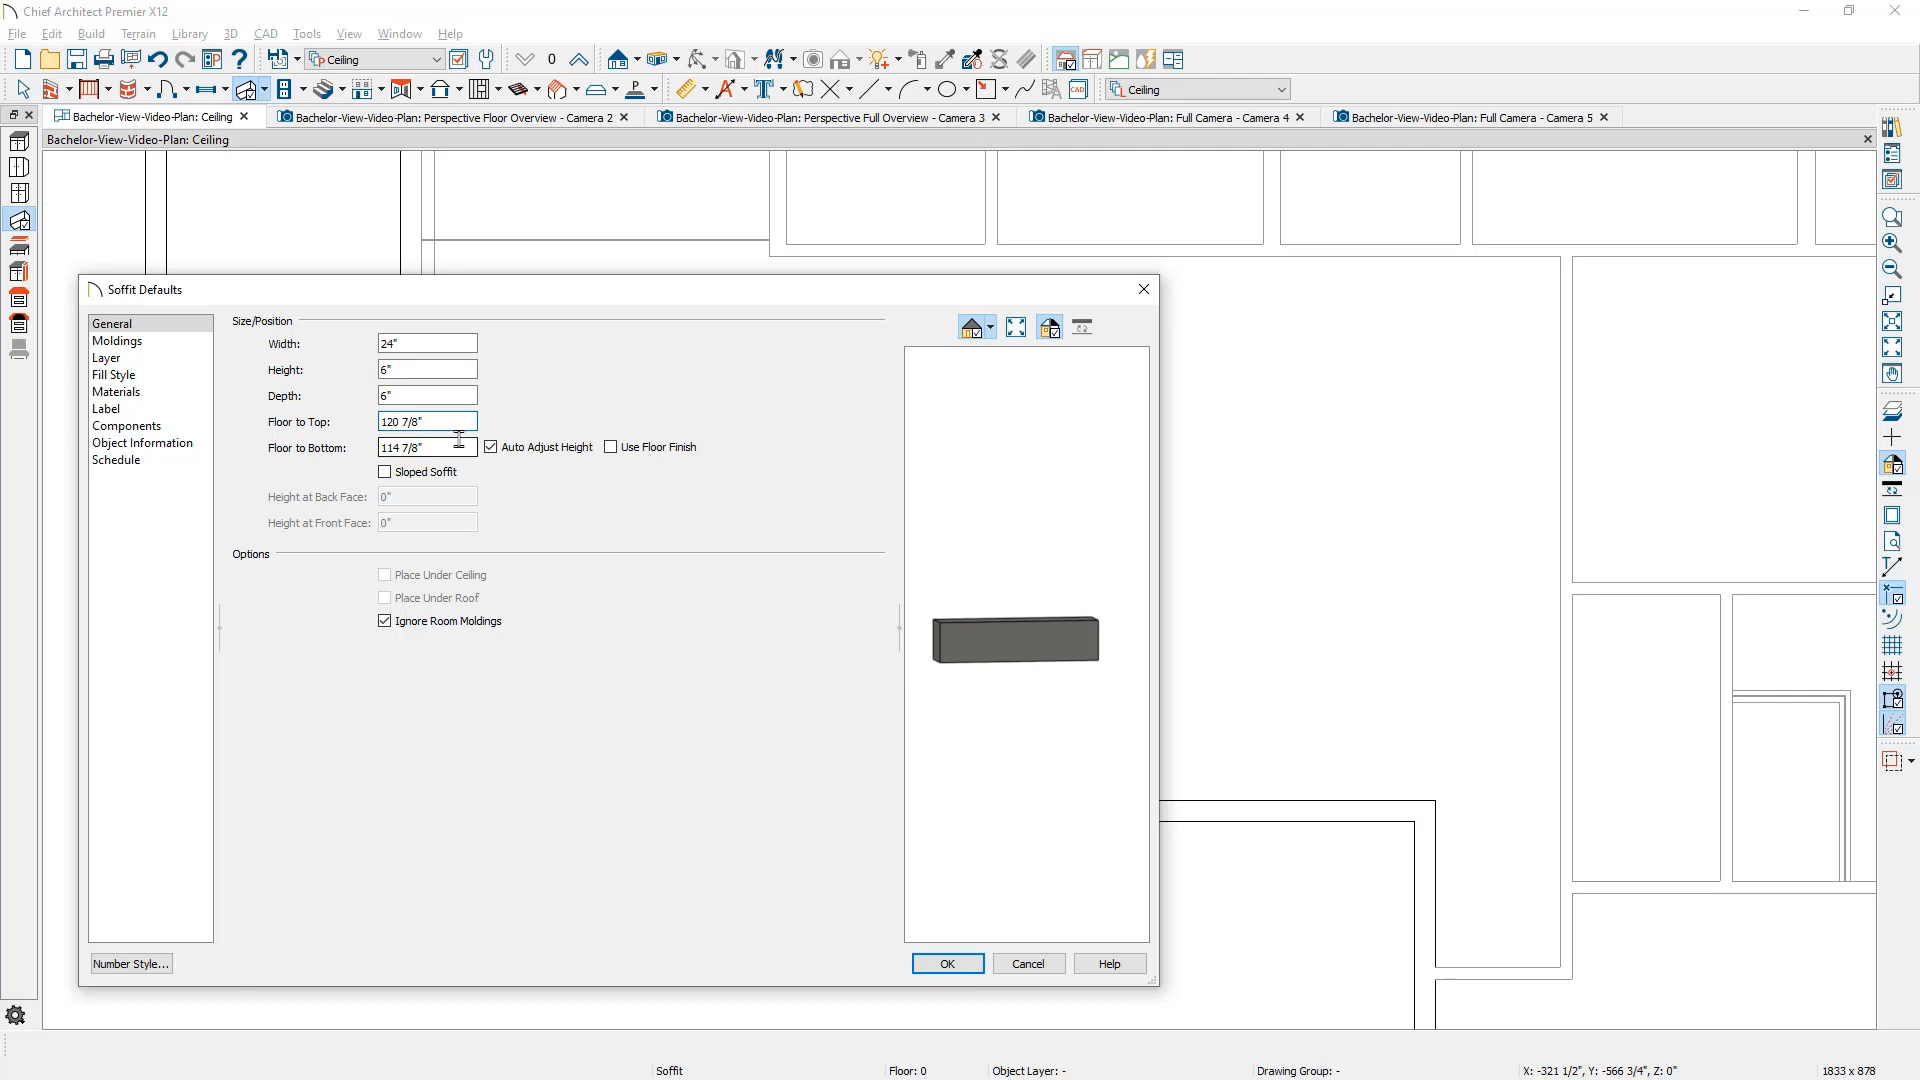 Chief Architect Premier X12
File Edit Build Terrain Library 3D CAD Tools View Window Help
Ceiling
0
Ceiling
Bachelor-View-Video-Plan: Ceiling
Bachelor-View-Video-Plan: Perspective Floor Overview - Camera 2
Bachelor-View-Video-Plan: Perspective Full Overview - Camera 3
Bachelor-View-Video-Plan: Full Camera - Camera 4
Bachelor-View-Video-Plan: Full Camera - Camera 5
Bachelor-View-Video-Plan: Ceiling
Soffit Defaults
General
Moldings
Layer
Fill Style
Materials
Label
Components
Object Information
Schedule
Size/Position
Width: 24"
Height: 6"
Depth: 6"
Floor to Top: 120 7/8"
Floor to Bottom: 114 7/8" Auto Adjust Height Use Floor Finish
Sloped Soffit
Height at Back Face: 0"
Height at Front Face: 0"
Options
Place Under Ceiling
Place Under Roof
Ignore Room Moldings
Number Style...
OK Cancel Help
Soffit Floor: 0 Object Layer: - Drawing Group: - X: -321 1/2", Y: -566 3/4", Z: 0" 1833 x 878